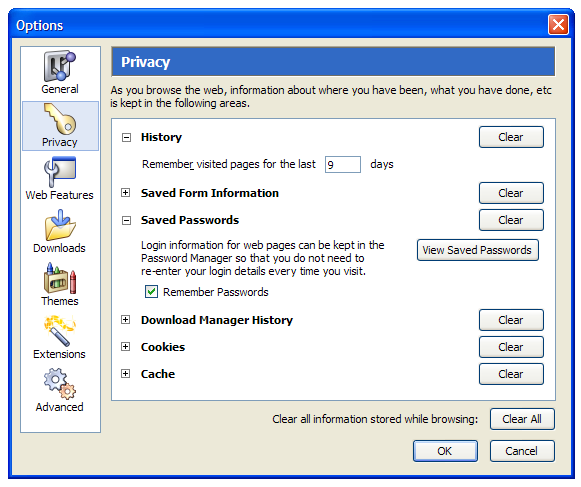 Options
General
Privacy
Web Features
Downloads
Themes
Extensions
Advanced
Privacy
As you browse the web, information about where you have been, what you have done, etc
is kept in the following areas.
History Clear
Remember visited pages for the last 9 days
Saved Form Information Clear
Saved Passwords Clear
Login information for web pages can be kept in the
Password Manager so that you do not need to
re-enter your login details every time you visit.
View Saved Passwords
Remember Passwords
Download Manager History Clear
Cookies Clear
Cache Clear
Clear all information stored while browsing: Clear All
OK Cancel